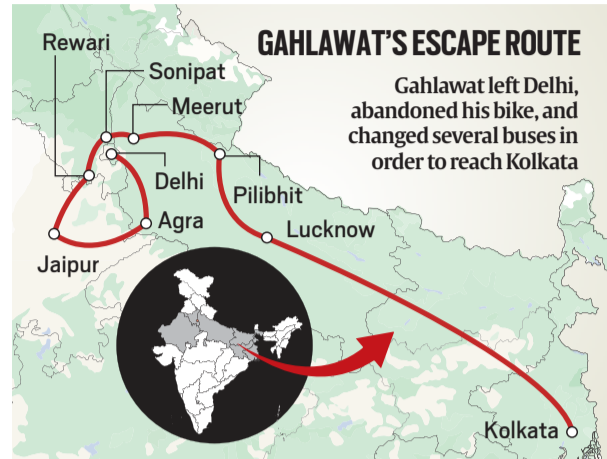 GAHLAWAT'S ESCAPE ROUTE
Gahlawat left Delhi,
abandoned his bike, and
changed several buses in
order to reach Kolkata
Rewari
Sonipat
Meerut
Delhi
Pilibhit
Agra
Lucknow
Jaipur
Kolkata